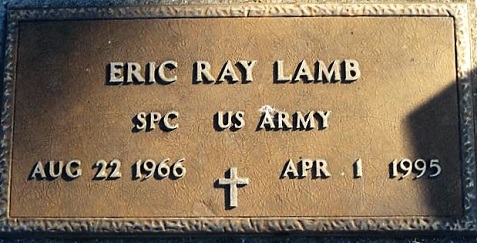 ERIC RAY LAMB
SPC US ARMY
AUG 22 1966 APR 1 1995